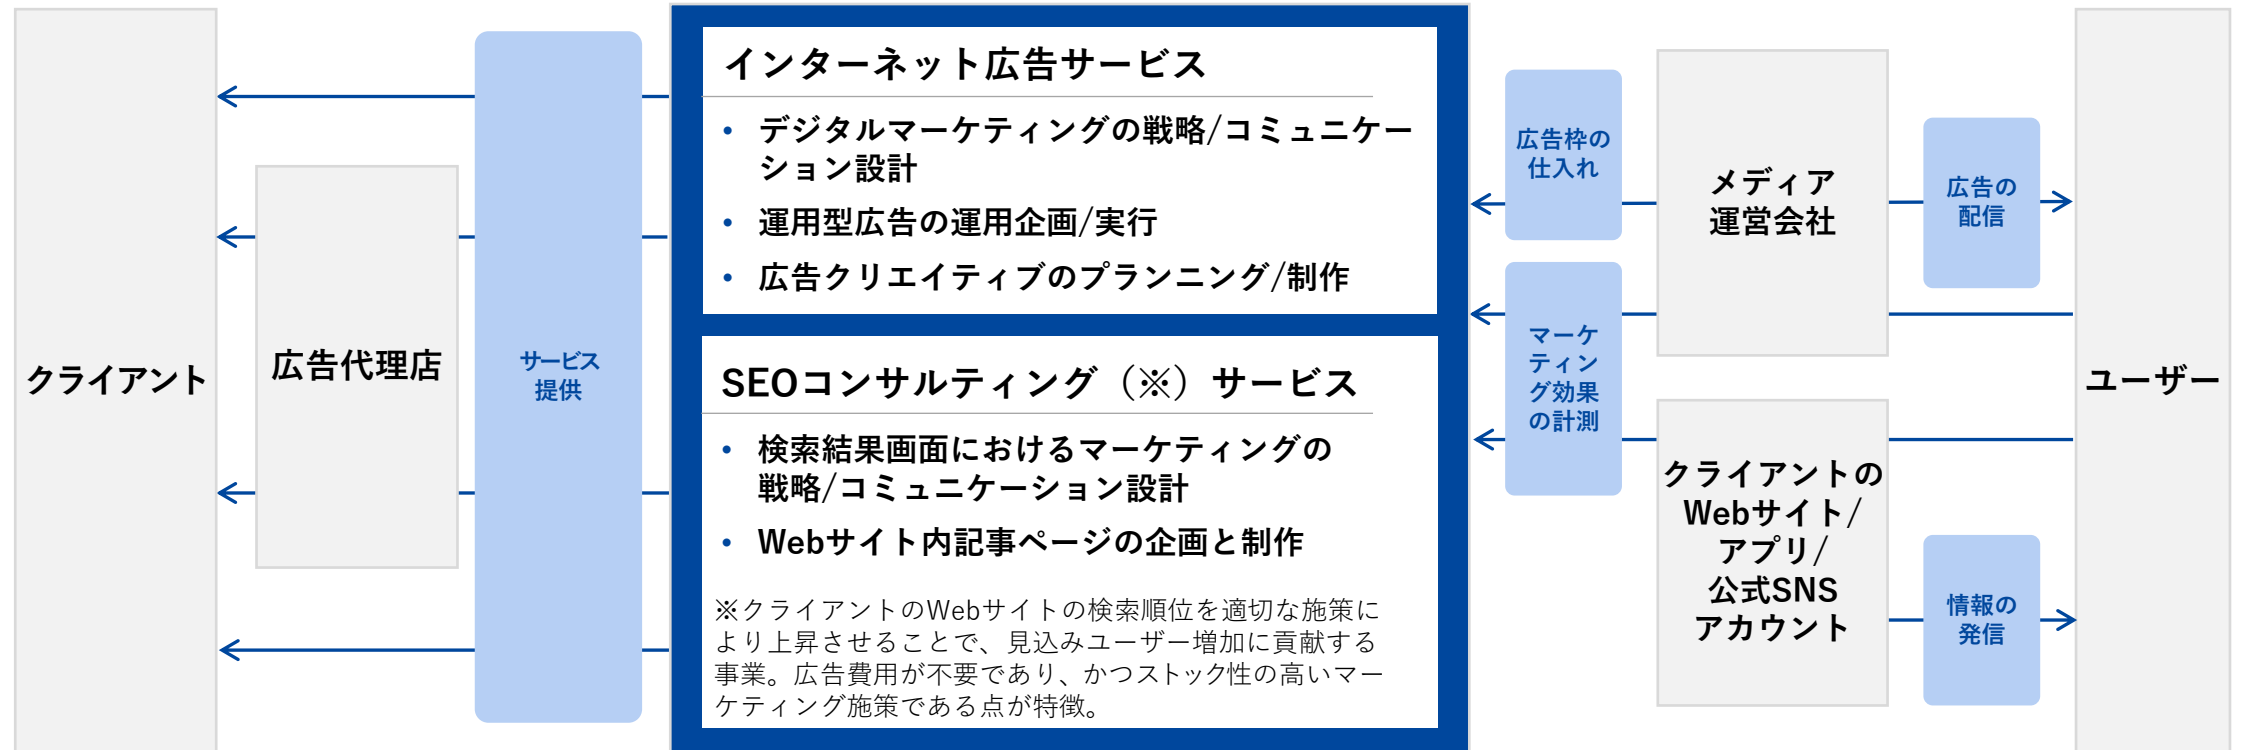 クライアント
広告代理店
サービス
提供
インターネット広告サービス
• デジタルマーケティングの戦略/コミュニケー
ション設計
• 運用型広告の運用企画/実行
• 広告クリエイティブのプランニング/制作
SEOコンサルティング（※）サービス
• 検索結果画面におけるマーケティングの
戦略/コミュニケーション設計
• Webサイト内記事ページの企画と制作
※クライアントのWebサイトの検索順位を適切な施策に
より上昇させることで、見込みユーザー増加に貢献する
事業。広告費用が不要であり、かつストック性の高いマー
ケティング施策である点が特徴。
広告枠の
仕入れ
マーケ
ティン
グ効果
の計測
メディア
運営会社
クライアントの
Webサイト/
アプリ/
公式SNS
アカウント
広告の
配信
情報の
発信
ユーザー